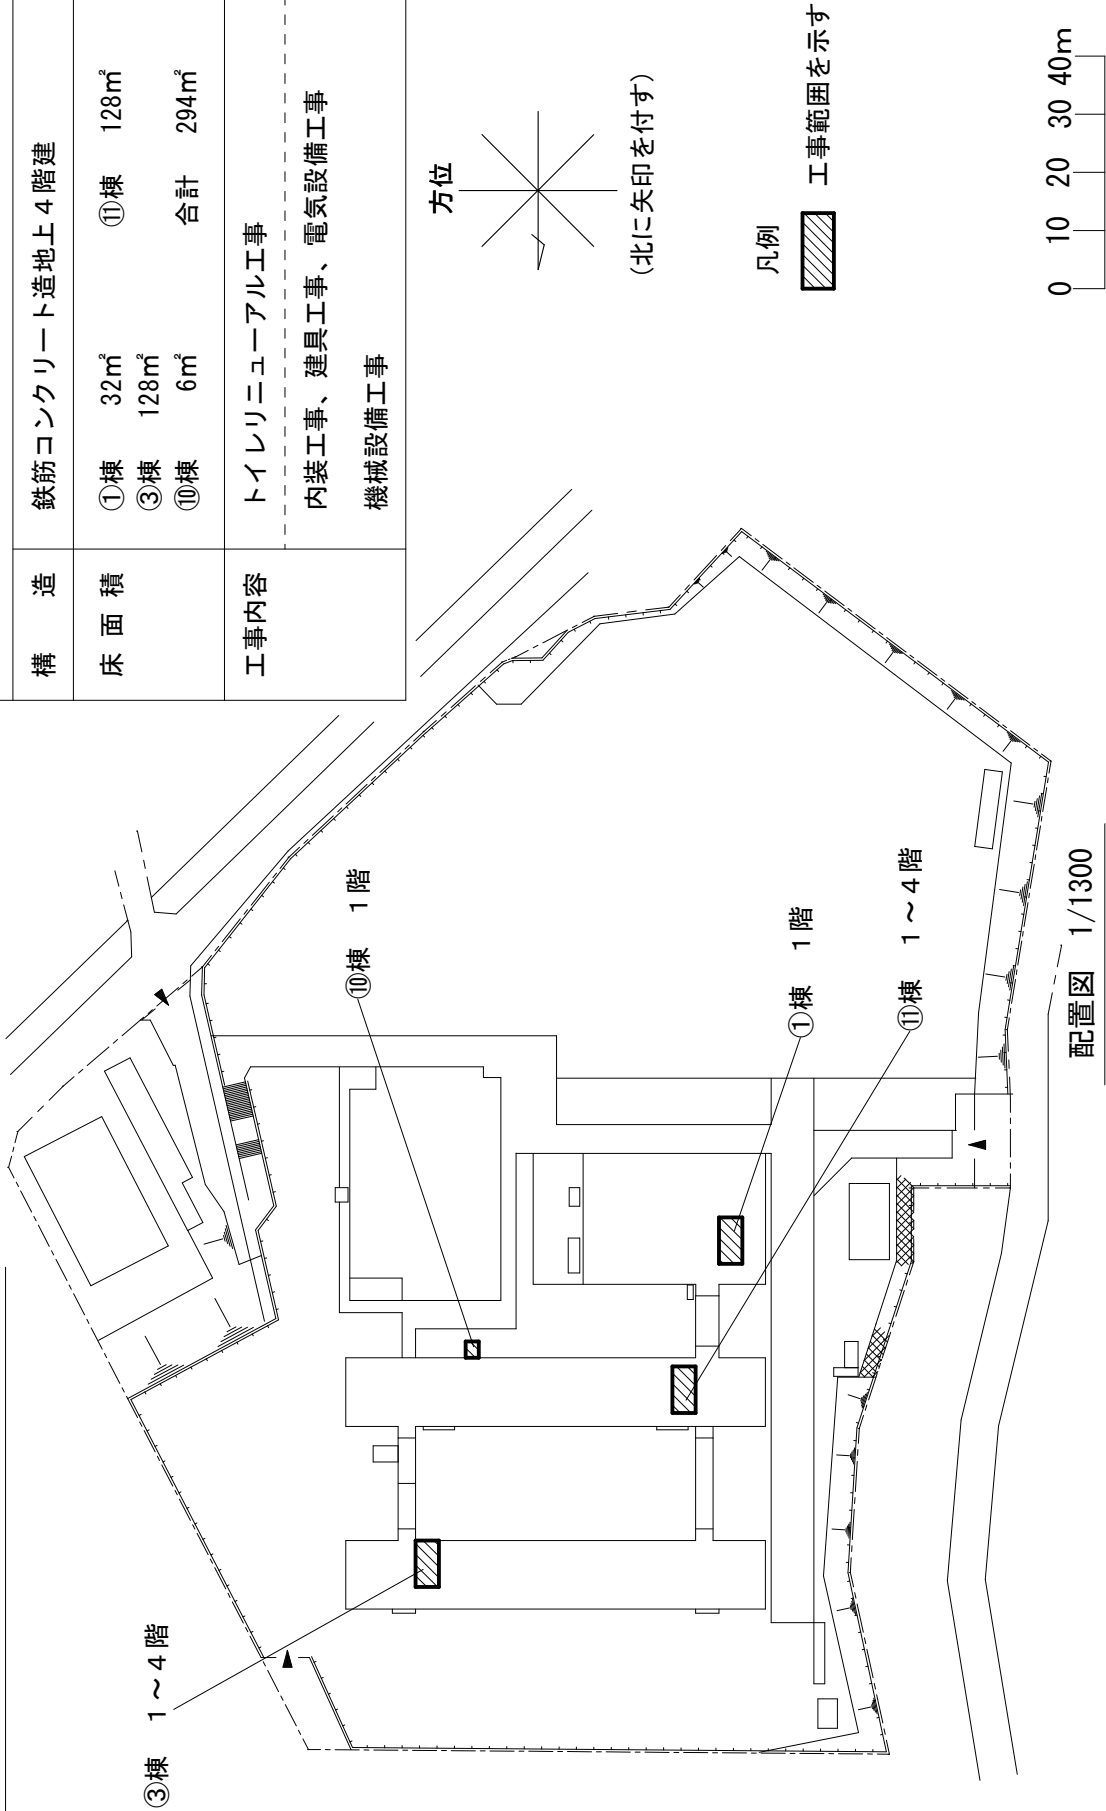 構　造　鉄筋コンクリート造地上４階建
床 面 積　①棟　32㎡　⑪棟　128㎡
③棟　128㎡
⑩棟　6㎡　合計　294㎡
工事内容　トイレリニューアル工事
内装工事、建具工事、電気設備工事
機械設備工事
方位
(北に矢印を付す)
凡例
工事範囲を示す
0 10 20 30 40m
③棟　１～４階
⑩棟　１階
①棟　１階
⑪棟　１～４階
配置図　1/1300